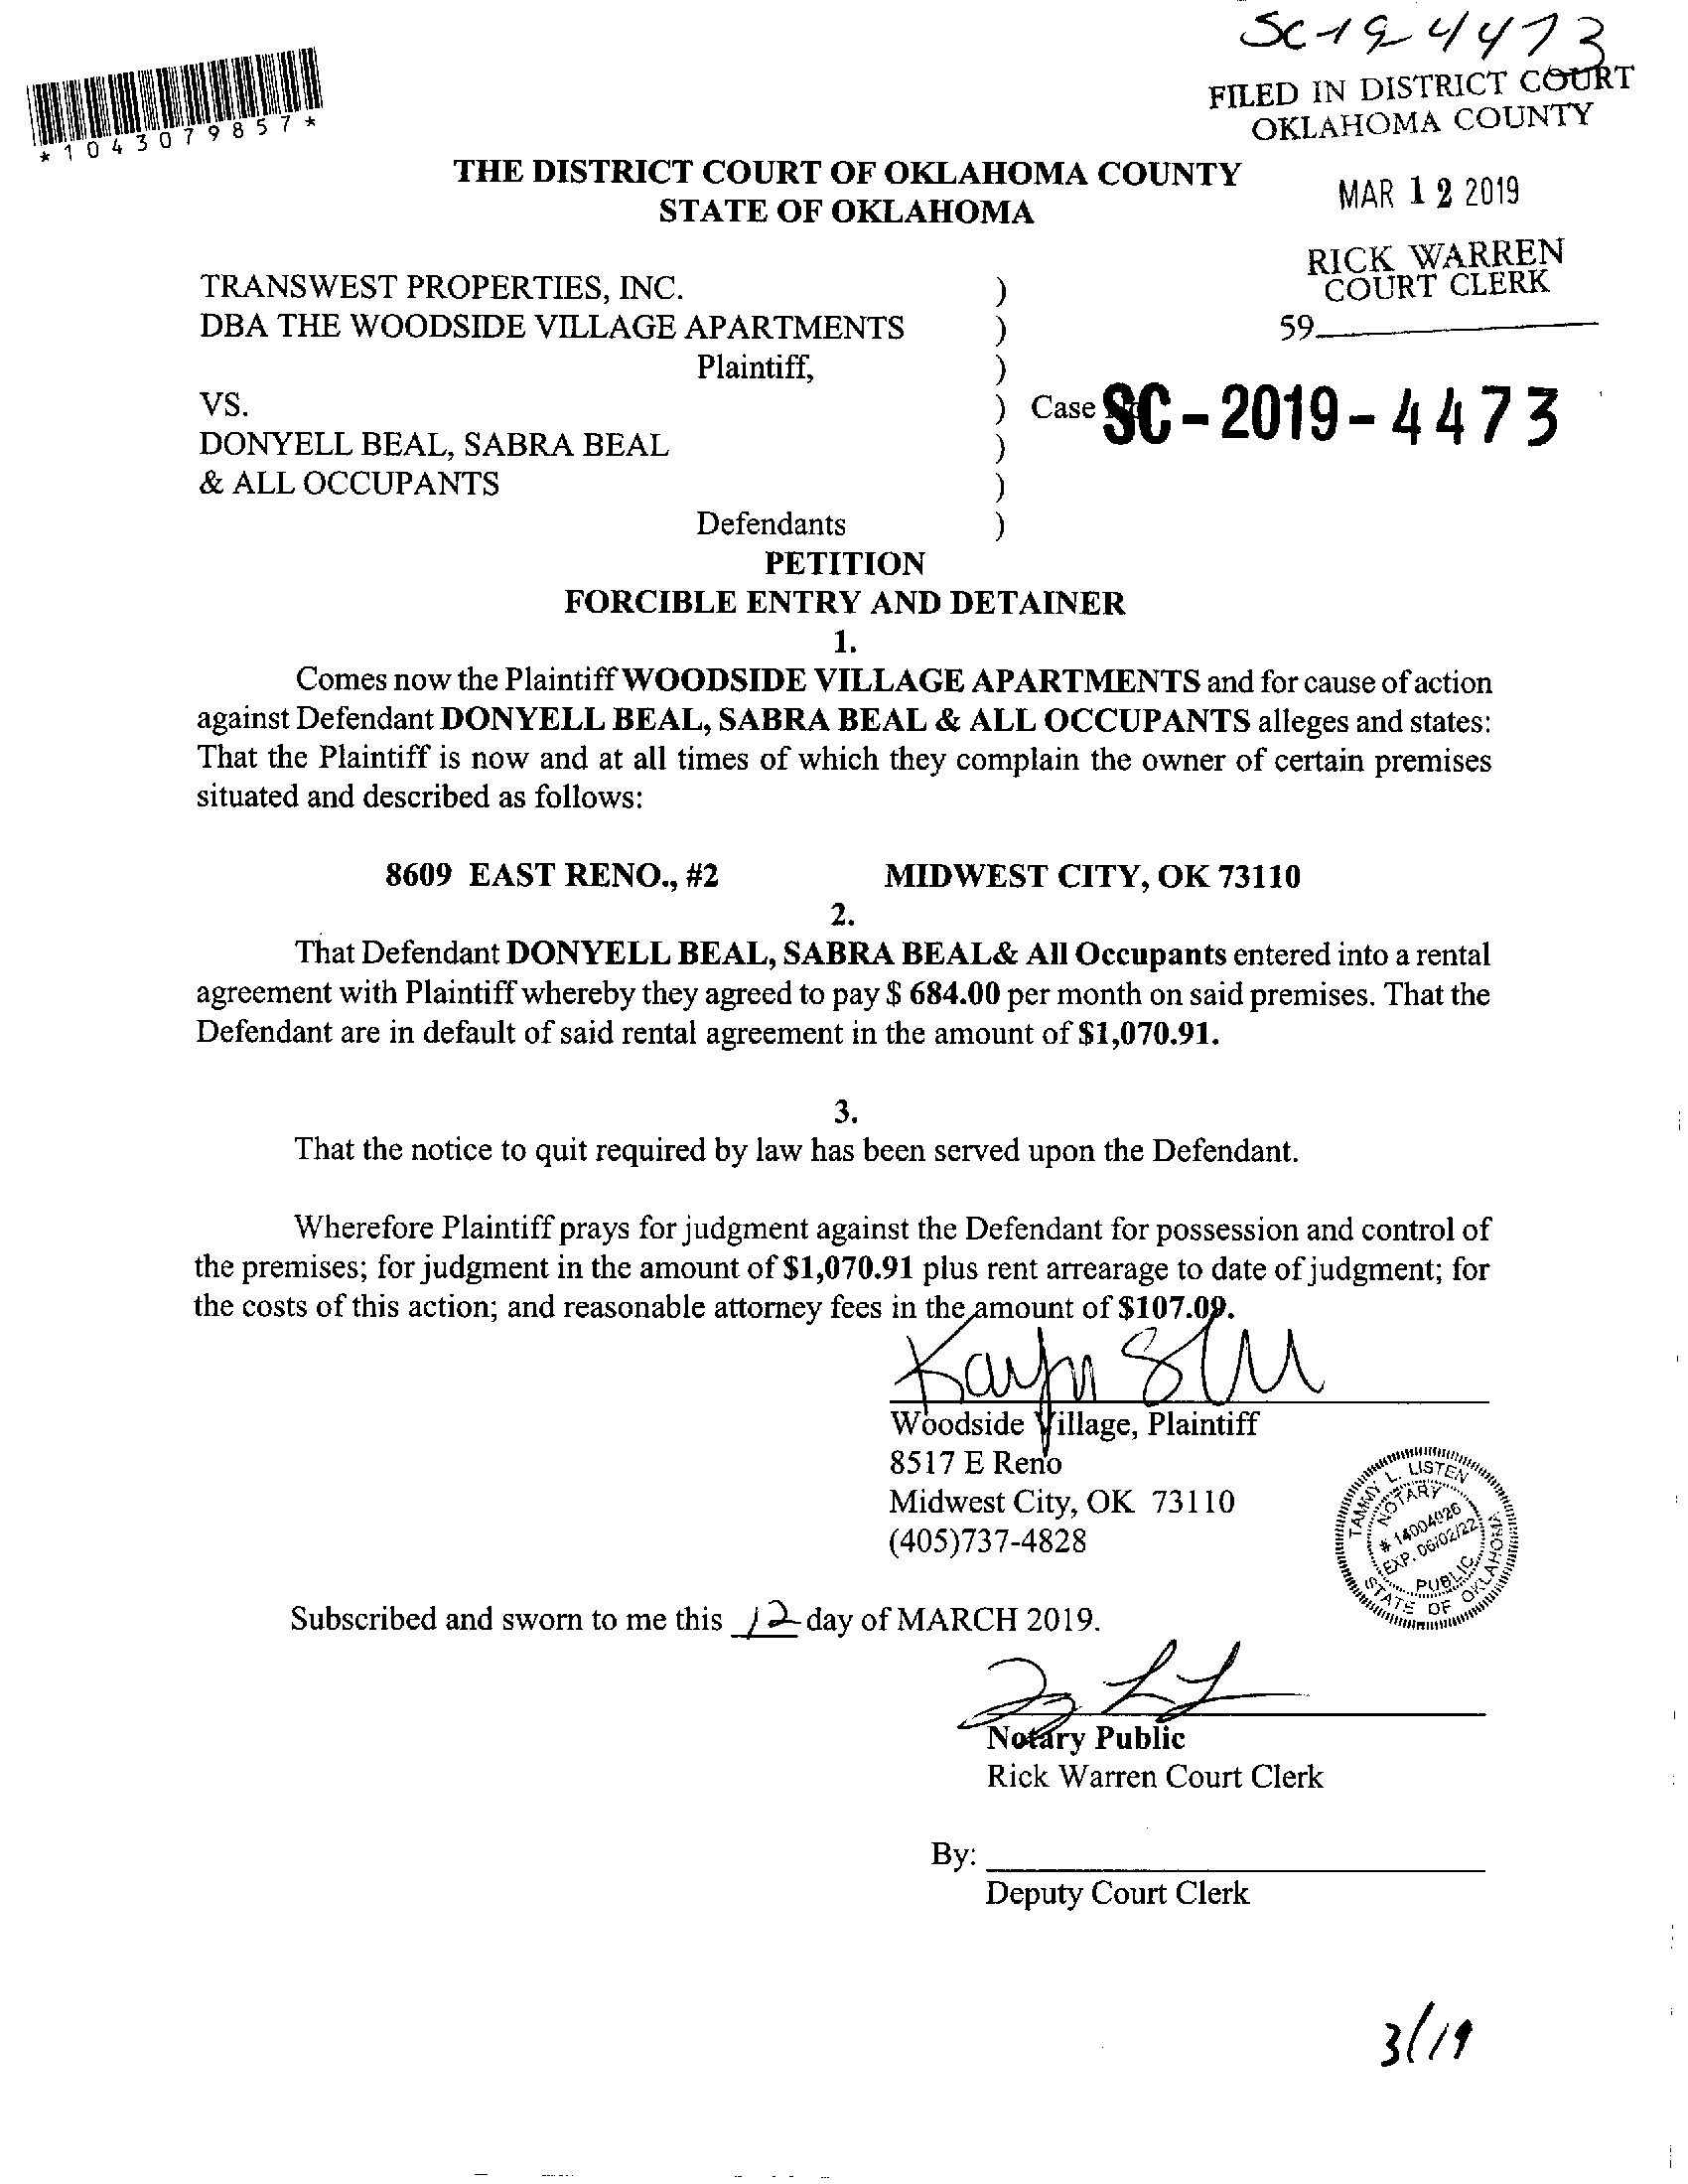 SC-19-4473
FILED IN DISTRICT COURT
OKLAHOMA COUNTY
*1043079857*
THE DISTRICT COURT OF OKLAHOMA COUNTY
STATE OF OKLAHOMA
MAR 12 2019
RICK WARREN
COURT CLERK
59
TRANSWEST PROPERTIES, INC. )
DBA THE WOODSIDE VILLAGE APARTMENTS )
Plaintiff, )
VS. ) Case SC-2019-4473
DONYELL BEAL, SABRA BEAL )
& ALL OCCUPANTS )
Defendants )
PETITION
FORCIBLE ENTRY AND DETAINER
1.
Comes now the Plaintiff WOODSIDE VILLAGE APARTMENTS and for cause of action
against Defendant DONYELL BEAL, SABRA BEAL & ALL OCCUPANTS alleges and states:
That the Plaintiff is now and at all times of which they complain the owner of certain premises
situated and described as follows:
8609 EAST RENO., #2 MIDWEST CITY, OK 73110
2.
That Defendant DONYELL BEAL, SABRA BEAL& All Occupants entered into a rental
agreement with Plaintiff whereby they agreed to pay $ 684.00 per month on said premises. That the
Defendant are in default of said rental agreement in the amount of $1,070.91.
3.
That the notice to quit required by law has been served upon the Defendant.
Wherefore Plaintiff prays for judgment against the Defendant for possession and control of
the premises; for judgment in the amount of $1,070.91 plus rent arrearage to date of judgment; for
the costs of this action; and reasonable attorney fees in the amount of $107.09.
Woodside Village, Plaintiff
8517 E Reno
Midwest City, OK 73110
(405)737-4828
TAMMY L. LISTEN
NOTARY
# 14004026
EXP. 06/02/22
PUBLIC
STATE OF OKLAHOMA
Subscribed and sworn to me this 12 day of MARCH 2019.
Notary Public
Rick Warren Court Clerk
By:
Deputy Court Clerk
3/19